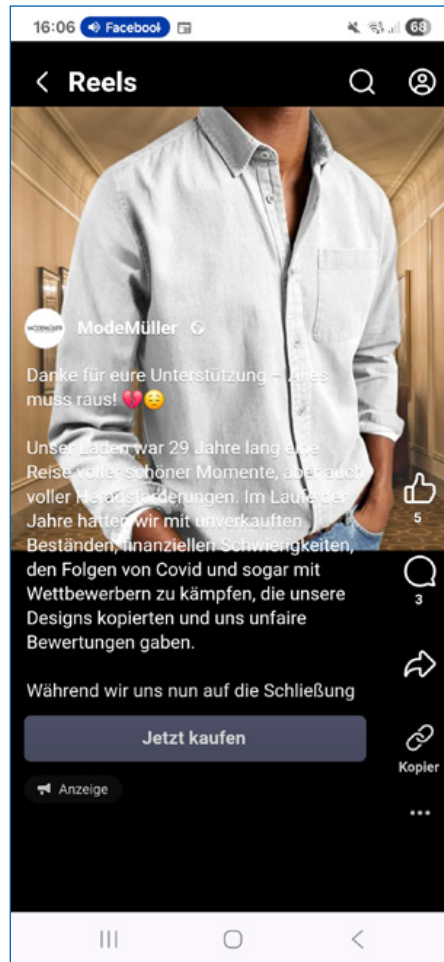 16:06 Facebook 68
Reels
MODEMÜLLER
ModeMüller
Danke für eure Unterstützung – Alles
muss raus! 💔😔
Unser Laden war 29 Jahre lang eine
Reise voller schöner Momente, aber auch
voller Herausforderungen. Im Laufe der
Jahre hatten wir mit unverkauften
Beständen, finanziellen Schwierigkeiten,
den Folgen von Covid und sogar mit
Wettbewerbern zu kämpfen, die unsere
Designs kopierten und uns unfaire
Bewertungen gaben.
Während wir uns nun auf die Schließung
5
3
Jetzt kaufen
Kopier
Anzeige